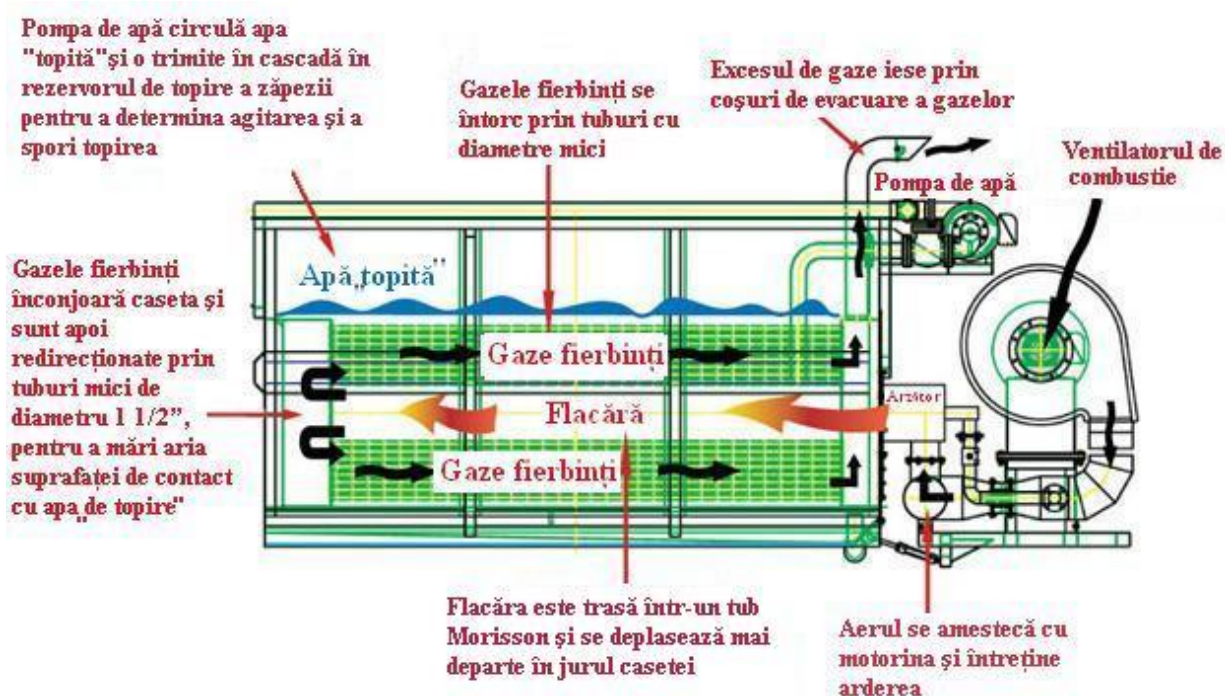 Pompa de apă circulă apa
"topită"și o trimite în cascadă în
rezervorul de topire a zăpezii
pentru a determina agitarea și a
spori topirea
Gazele fierbinți se
întorc prin tuburi cu
diametre mici
Excesul de gaze iese prin
coșuri de evacuare a gazelor
Pompa de apă
Ventilatorul de
combustie
Gazele fierbinți
înconjoară caseta și
sunt apoi
redirecționate prin
tuburi mici de
diametru 1 1/2”,
pentru a mări aria
suprafaței de contact
cu apa „de topire"
Apă„topită”
Gaze fierbinți
Flacără
Gaze fierbinți
Arzător
Flacăra este trasă într-un tub
Morisson și se deplasează mai
departe în jurul casetei
Aerul se amestecă cu
motorina și întreține
arderea